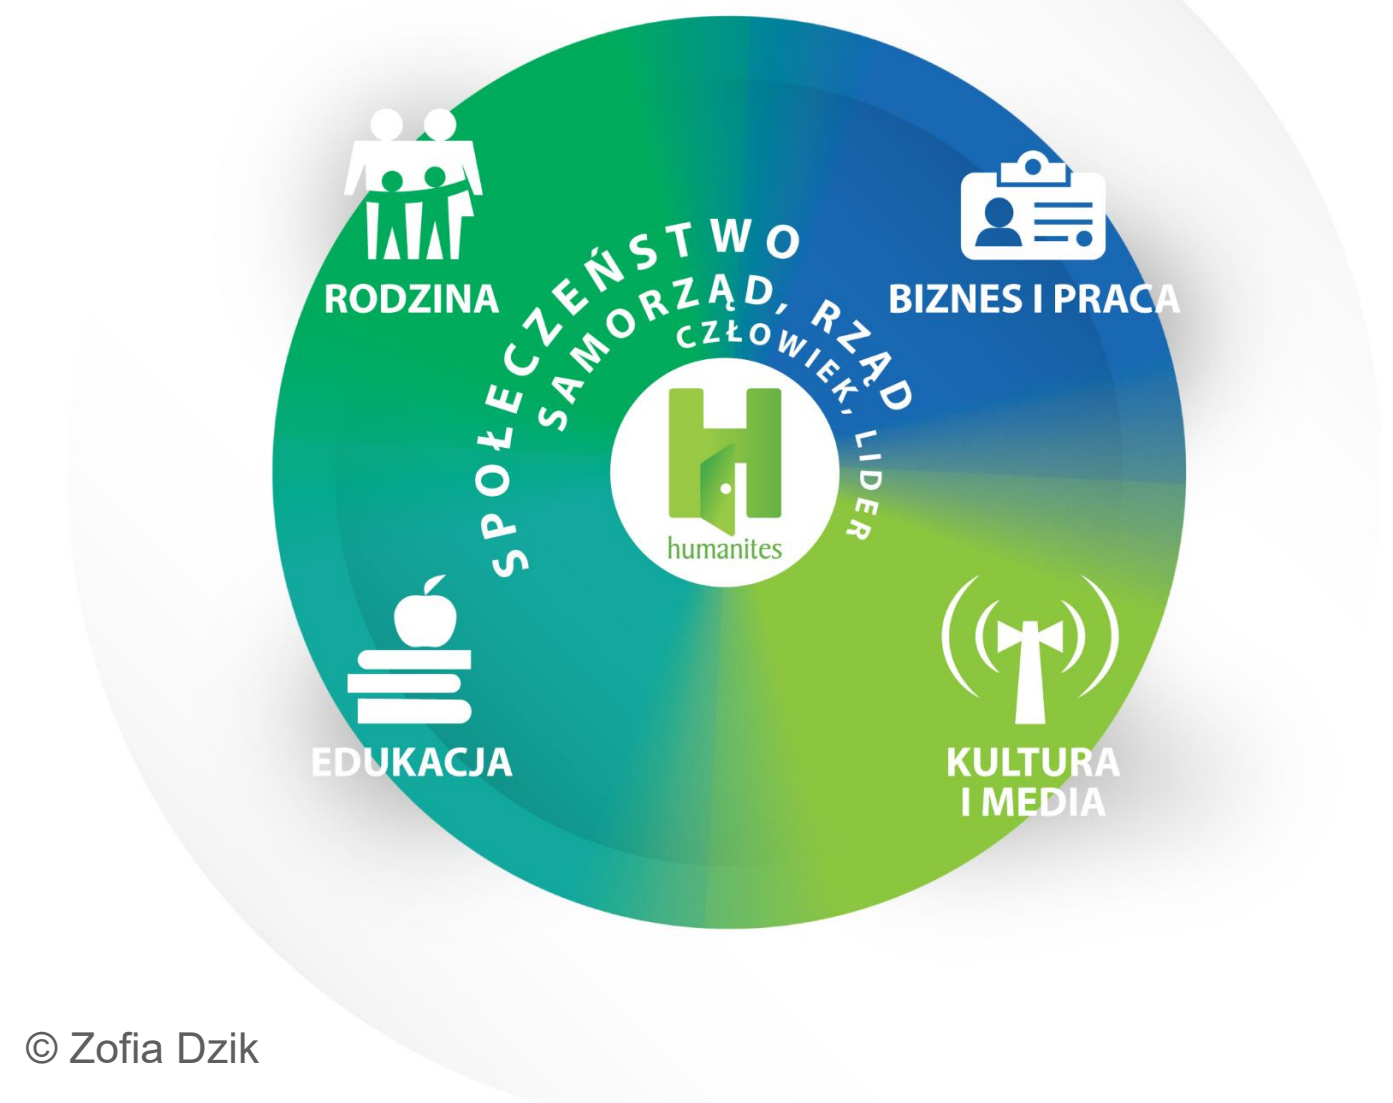 SPOŁECZEŃSTWO
SAMORZĄD, RZĄD
CZŁOWIEK, LIDER
RODZINA
BIZNES I PRACA
humanites
EDUKACJA
KULTURA
I MEDIA
© Zofia Dzik